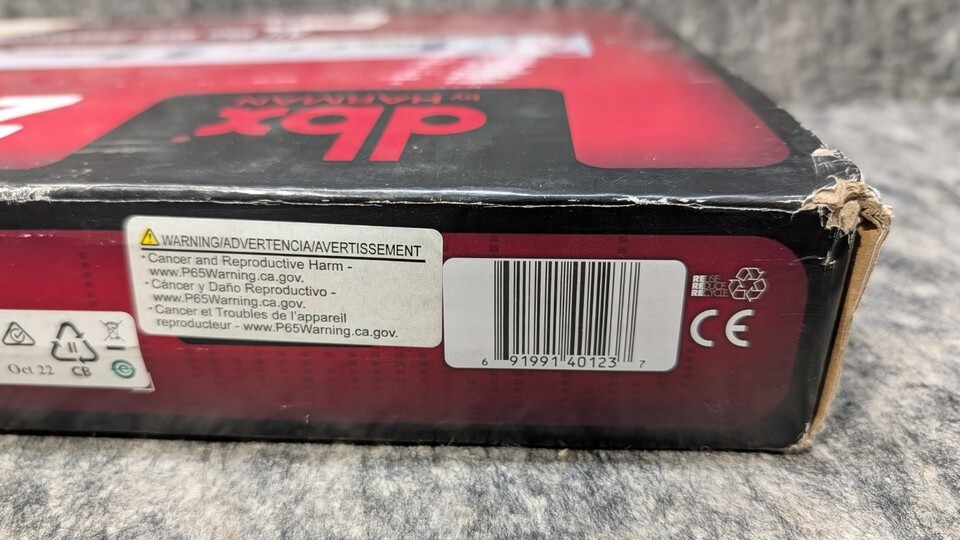 dbx
BY HARMAN
WARNING/ADVERTENCIA/AVERTISSEMENT
· Cancer and Reproductive Harm -
www.P65Warning.ca.gov.
· Cáncer y Daño Reproductivo -
www.P65Warning.ca.gov.
· Cancer et Troubles de l'appareil
reproducteur - www.P65Warning.ca.gov.
6 91991 40123 7
REUSE
REDUCE
RECYCLE
CE
Oct 22
CB